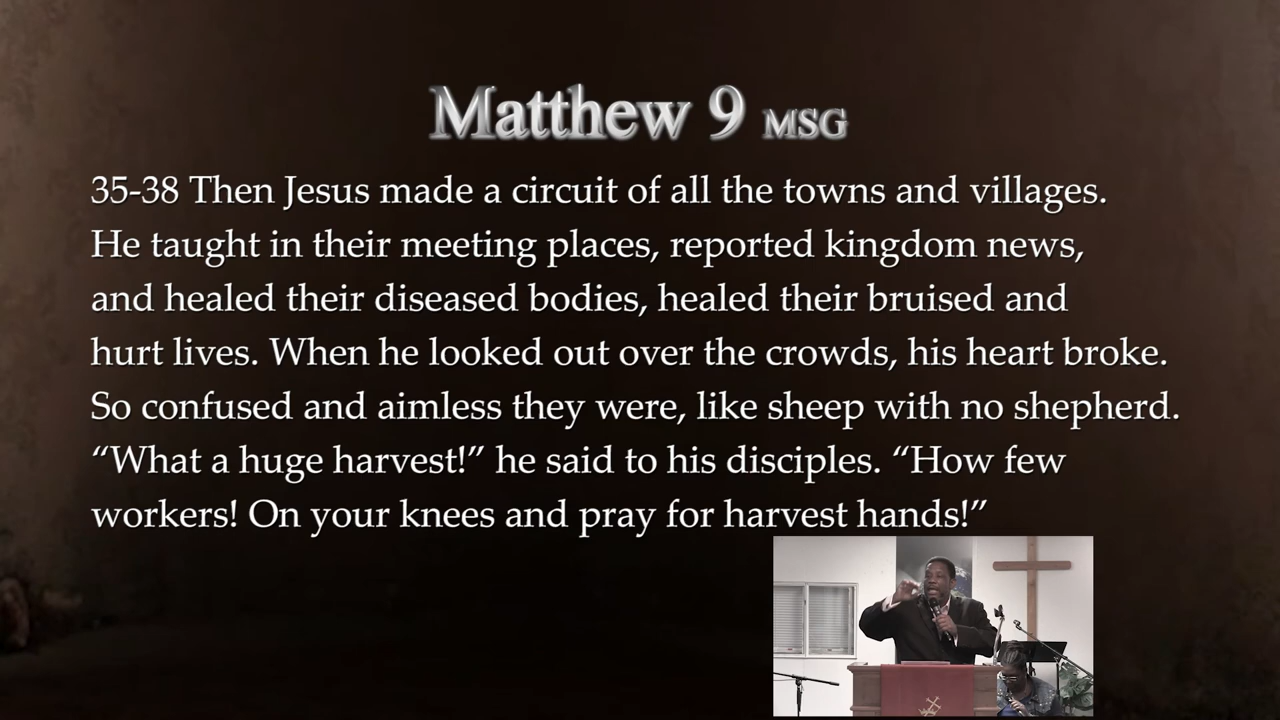 Matthew 9 MSG
35-38 Then Jesus made a circuit of all the towns and villages.
He taught in their meeting places, reported kingdom news,
and healed their diseased bodies, healed their bruised and
hurt lives. When he looked out over the crowds, his heart broke.
So confused and aimless they were, like sheep with no shepherd.
“What a huge harvest!” he said to his disciples. “How few
workers! On your knees and pray for harvest hands!”